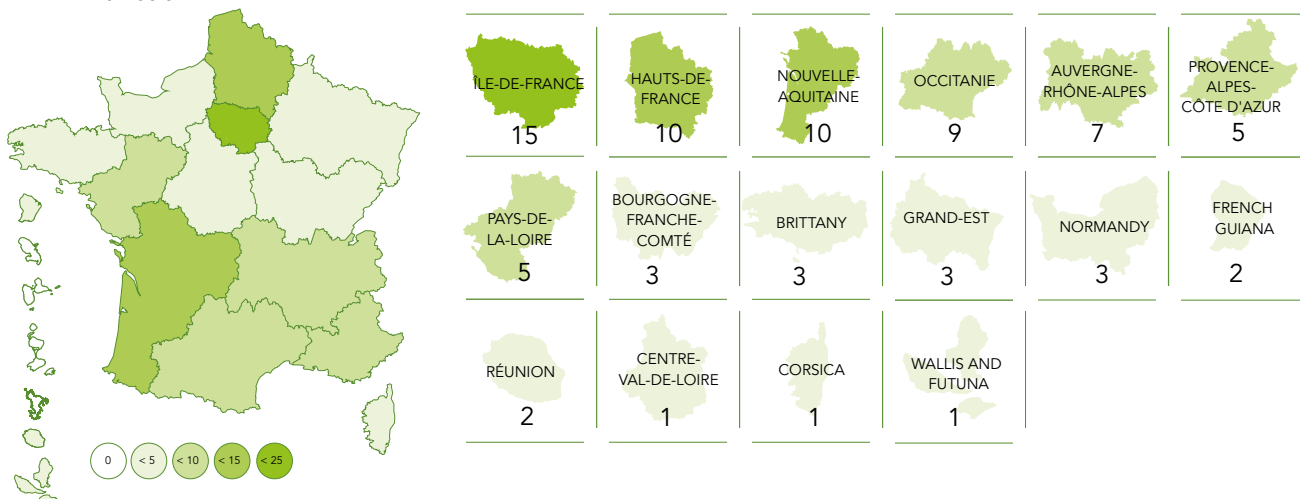 ÎLE-DE-FRANCE
15
HAUTS-DE-
FRANCE
10
NOUVELLE-
AQUITAINE
10
OCCITANIE
9
AUVERGNE-
RHÔNE-ALPES
7
PROVENCE-
ALPES-
CÔTE D'AZUR
5
PAYS-DE-
LA-LOIRE
5
BOURGOGNE-
FRANCHE-
COMTÉ
3
BRITTANY
3
GRAND-EST
3
NORMANDY
3
FRENCH
GUIANA
2
RÉUNION
2
CENTRE-
VAL-DE-LOIRE
1
CORSICA
1
WALLIS AND
FUTUNA
1
0
< 5
< 10
< 15
< 25